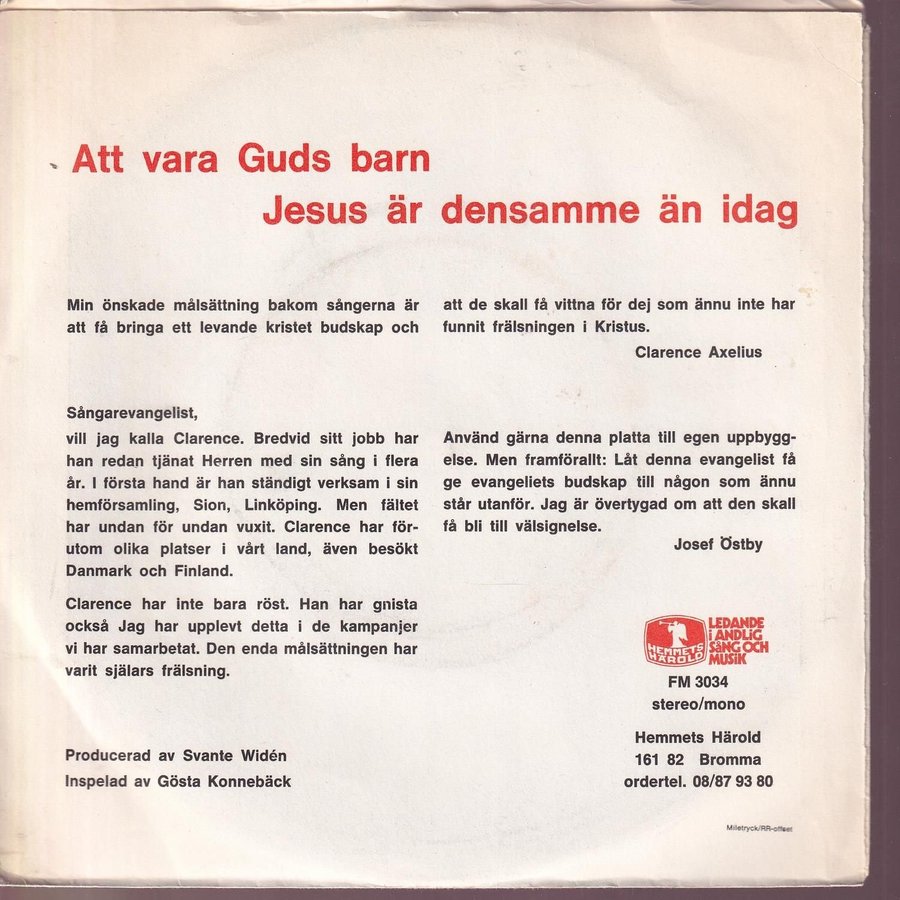 Att vara Guds barn
Jesus är densamme än idag
Min önskade målsättning bakom sångerna är
att få bringa ett levande kristet budskap och
att de skall få vittna för dej som ännu inte har
funnit frälsningen i Kristus.
Clarence Axelius
Sångarevangelist,
vill jag kalla Clarence. Bredvid sitt jobb har
han redan tjänat Herren med sin sång i flera
år. I första hand är han ständigt verksam i sin
hemförsamling, Sion, Linköping. Men fältet
har undan för undan vuxit. Clarence har för-
utom olika platser i vårt land, även besökt
Danmark och Finland.
Clarence har inte bara röst. Han har gnista
också Jag har upplevt detta i de kampanjer
vi har samarbetat. Den enda målsättningen har
varit själars frälsning.
Använd gärna denna platta till egen uppbygg-
else. Men framförallt: Låt denna evangelist få
ge evangeliets budskap till någon som ännu
står utanför. Jag är övertygad om att den skall
få bli till välsignelse.
Josef Östby
Producerad av Svante Widén
Inspelad av Gösta Konnebäck
HEMMETS
HÄROLD
LEDANDE
i ANDLiG
SåNG OCH
MUSiK
FM 3034
stereo/mono
Hemmets Härold
161 82 Bromma
ordertel. 08/87 93 80
Miletryck/RR-offset